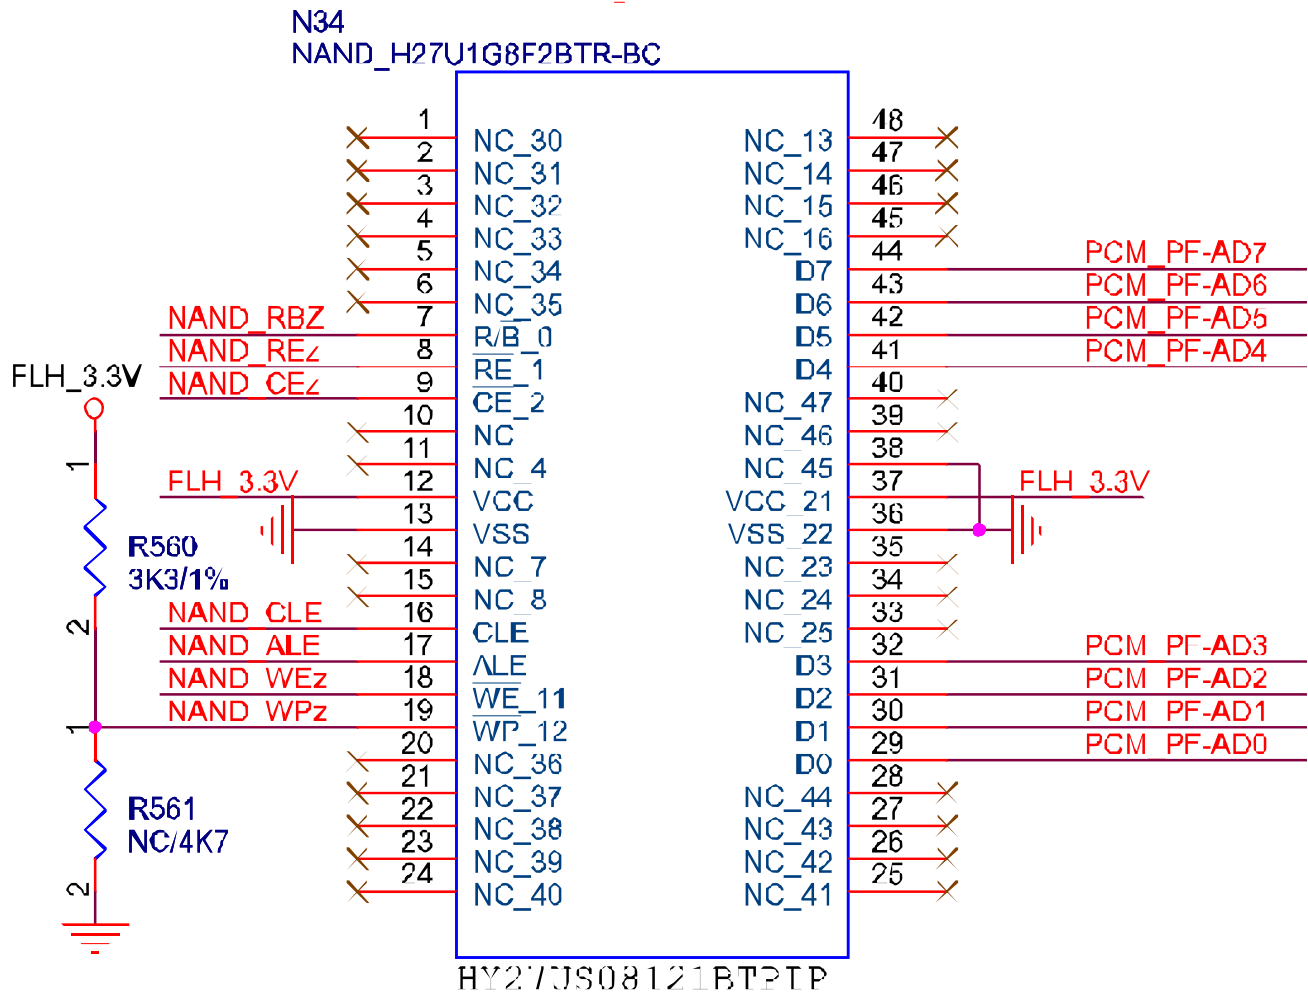 N34
NAND_H27U1G8F2BTR-BC
1 NC_30 NC_13 48
2 NC_31 NC_14 47
3 NC_32 NC_15 46
4 NC_33 NC_16 45
5 NC_34 D7 44 PCM_PF-AD7
6 NC_35 D6 43 PCM_PF-AD6
NAND_RBZ 7 R/B_0 D5 42 PCM_PF-AD5
NAND_REz 8 RE_1 D4 41 PCM_PF-AD4
FLH_3.3V
NAND_CEz 9 CE_2 NC_47 40
10 NC NC_46 39
1
11 NC_4 NC_45 38
FLH_3.3V 12 VCC VCC_21 37 FLH_3.3V
13 VSS VSS_22 36
R560
14 NC_7 NC_23 35
3K3/1%
15 NC_8 NC_24 34
2
NAND_CLE 16 CLE NC_25 33
NAND_ALE 17 ALE D3 32 PCM_PF-AD3
NAND_WEz 18 WE_11 D2 31 PCM_PF-AD2
NAND_WPz 19 WP_12 D1 30 PCM_PF-AD1
1
20 NC_36 D0 29 PCM_PF-AD0
21 NC_37 NC_44 28
R561
22 NC_38 NC_43 27
NC/4K7
23 NC_39 NC_42 26
2
24 NC_40 NC_41 25
HY27US08121BTPIP